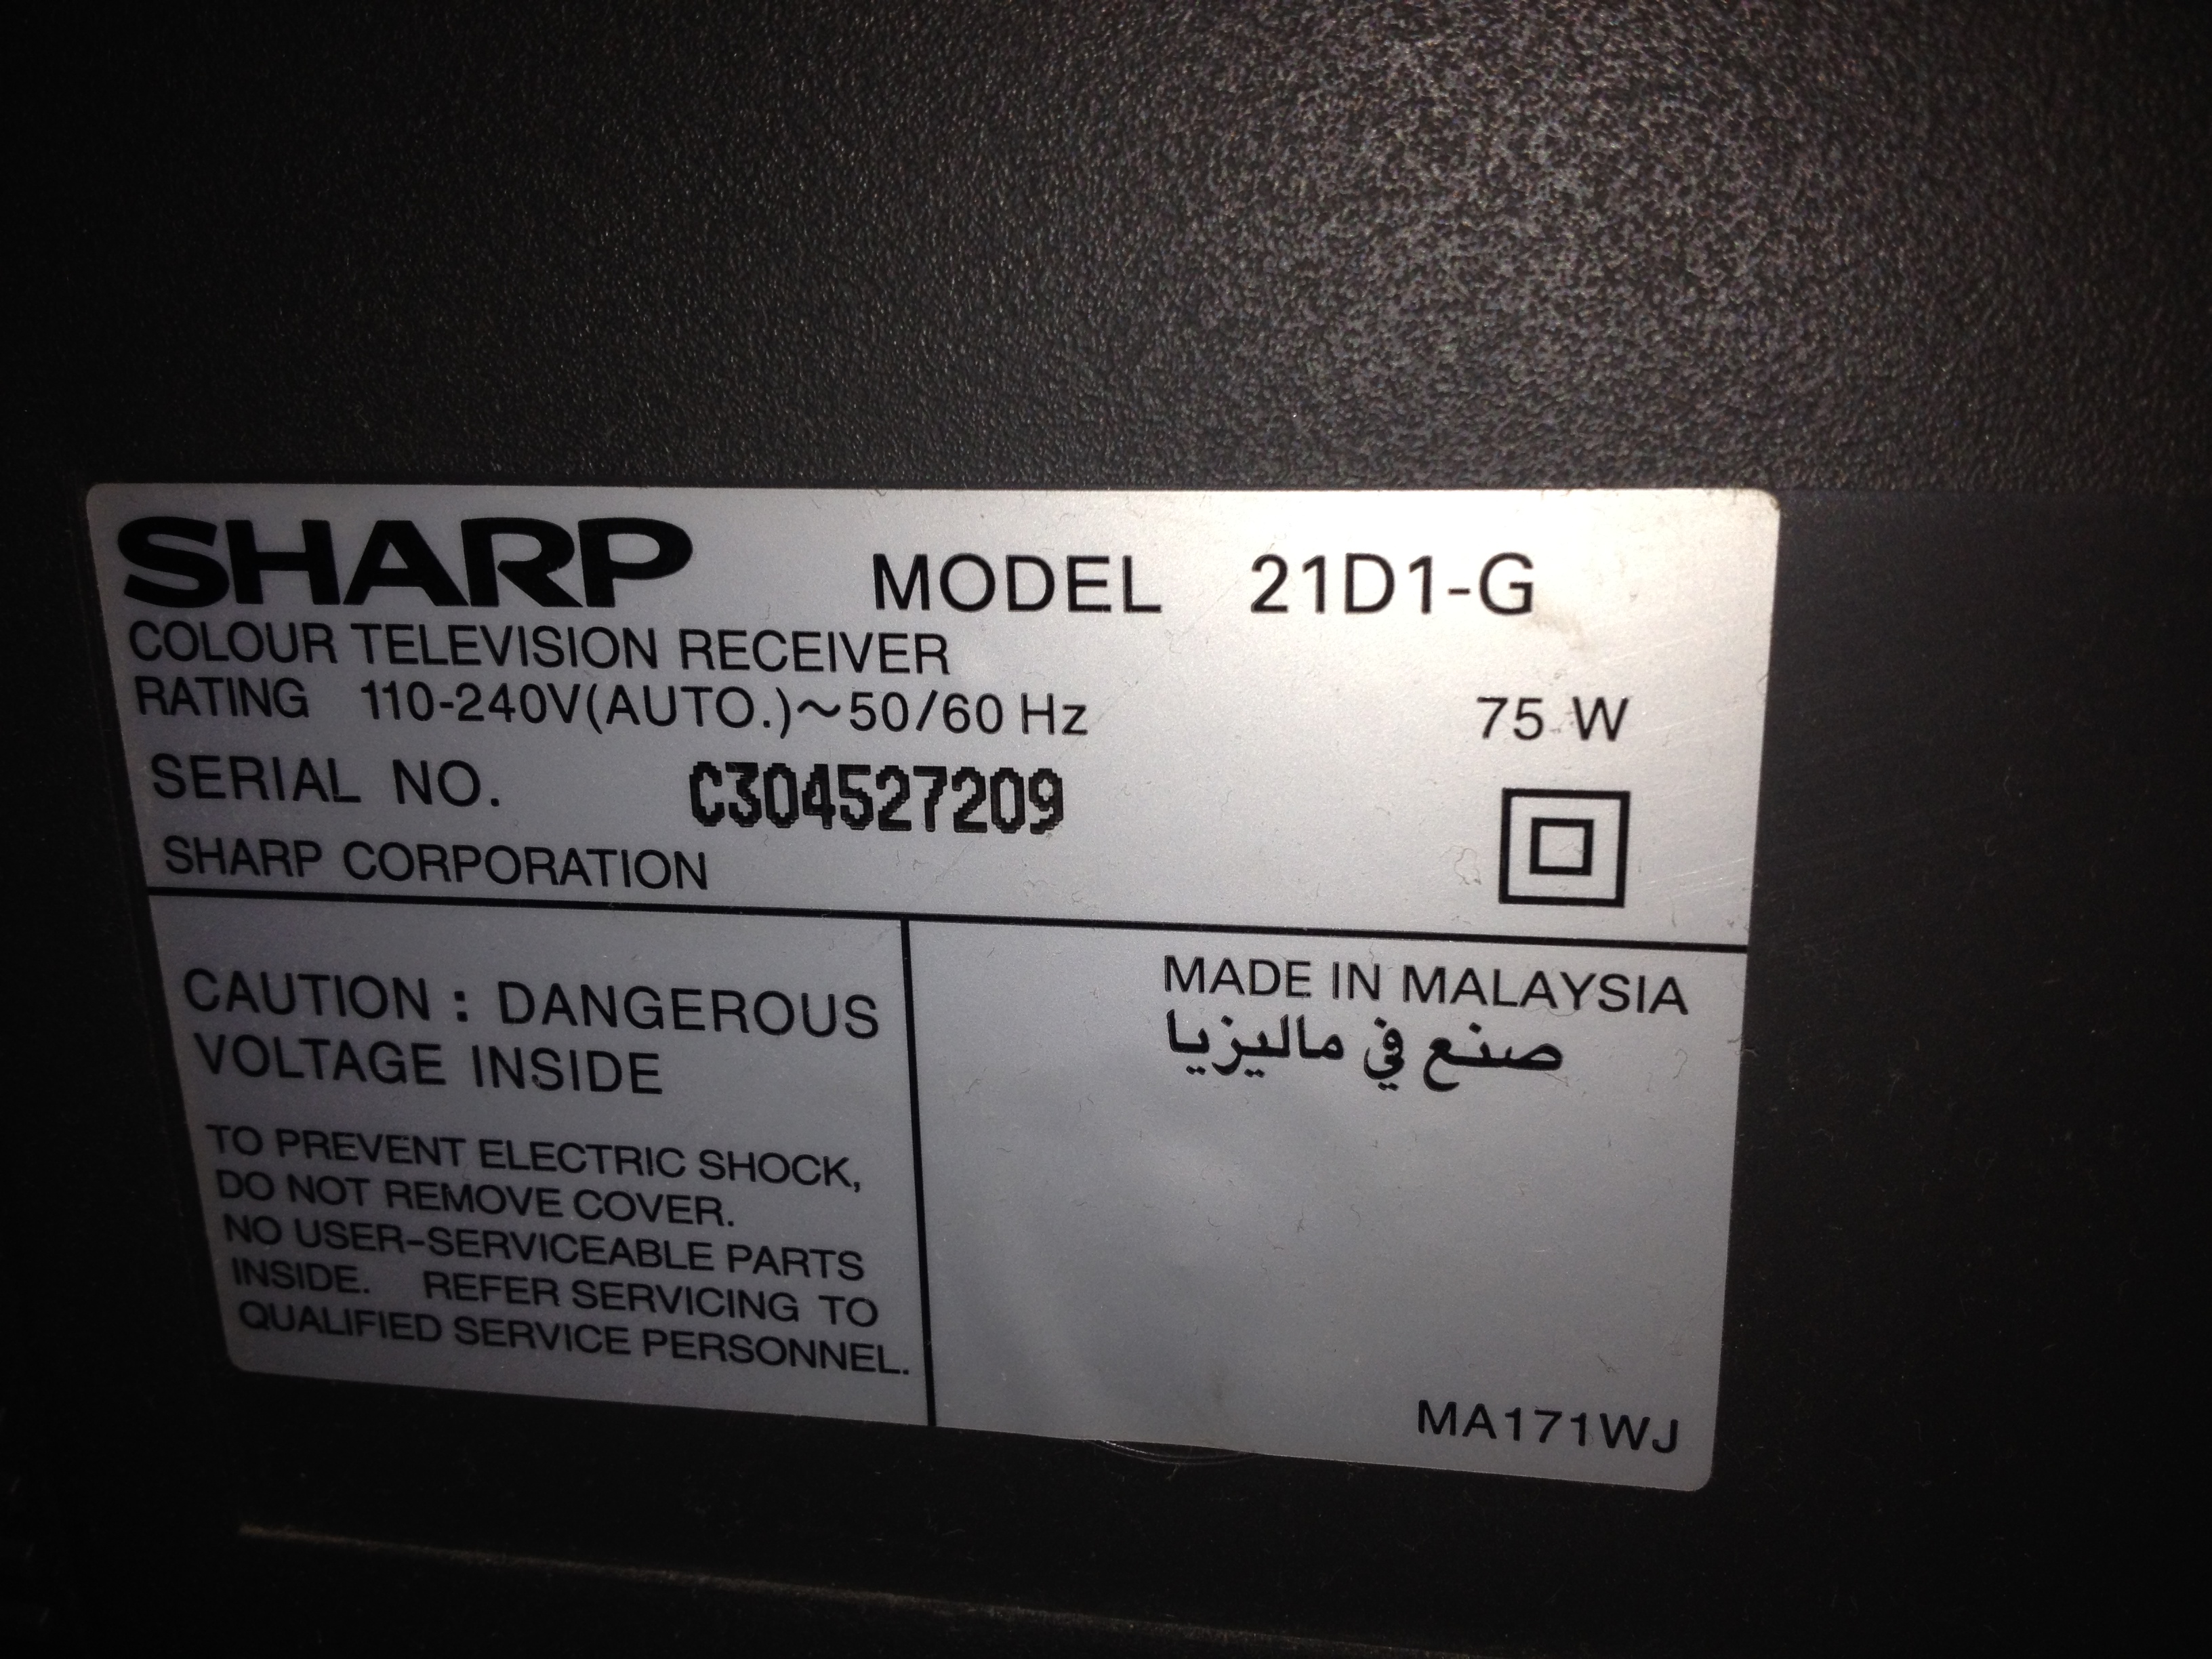 SHARP MODEL 21D1-G
COLOUR TELEVISION RECEIVER
RATING 110-240V(AUTO.)~50/60 Hz 75 W
SERIAL NO. C304527209
SHARP CORPORATION
CAUTION : DANGEROUS
VOLTAGE INSIDE
TO PREVENT ELECTRIC SHOCK,
DO NOT REMOVE COVER.
NO USER-SERVICEABLE PARTS
INSIDE. REFER SERVICING TO
QUALIFIED SERVICE PERSONNEL.
MADE IN MALAYSIA
صنع في ماليزيا
MA171WJ